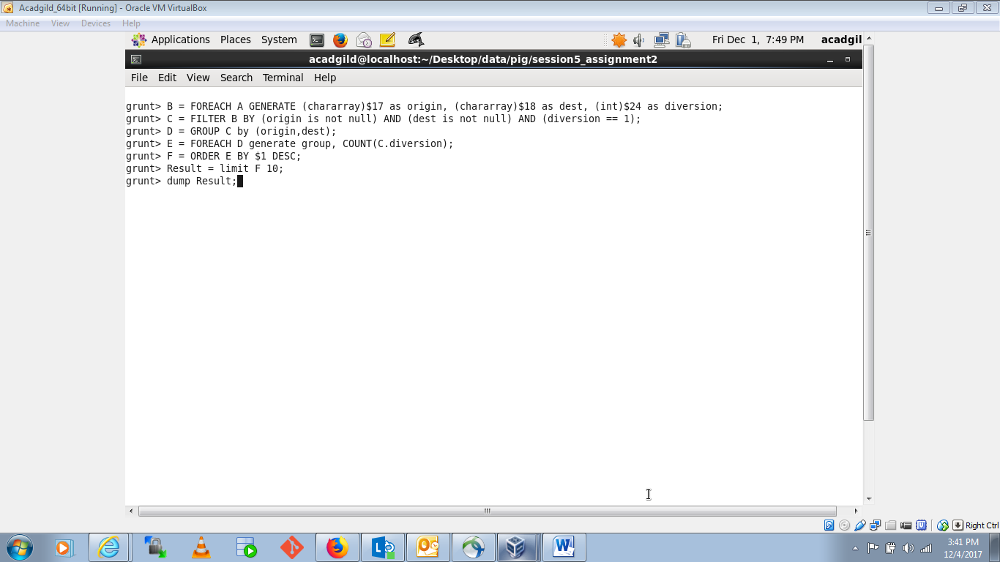 Acadgild_64bit [Running] - Oracle VM VirtualBox
Machine View Devices Help
Applications Places System Fri Dec 1, 7:49 PM acadgil
acadgild@localhost:~/Desktop/data/pig/session5_assignment2
File Edit View Search Terminal Help
grunt> B = FOREACH A GENERATE (chararray)$17 as origin, (chararray)$18 as dest, (int)$24 as diversion;
grunt> C = FILTER B BY (origin is not null) AND (dest is not null) AND (diversion == 1);
grunt> D = GROUP C by (origin,dest);
grunt> E = FOREACH D generate group, COUNT(C.diversion);
grunt> F = ORDER E BY $1 DESC;
grunt> Result = limit F 10;
grunt> dump Result;
Right Ctrl
3:41 PM
12/4/2017